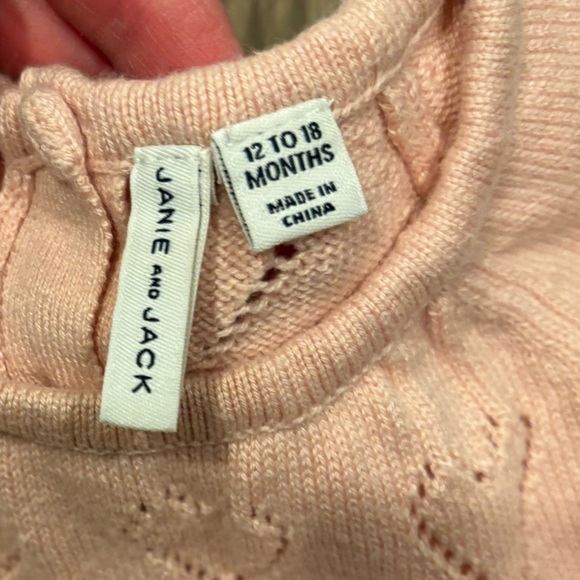 JANIE AND JACK
12 TO 18
MONTHS
MADE IN
CHINA